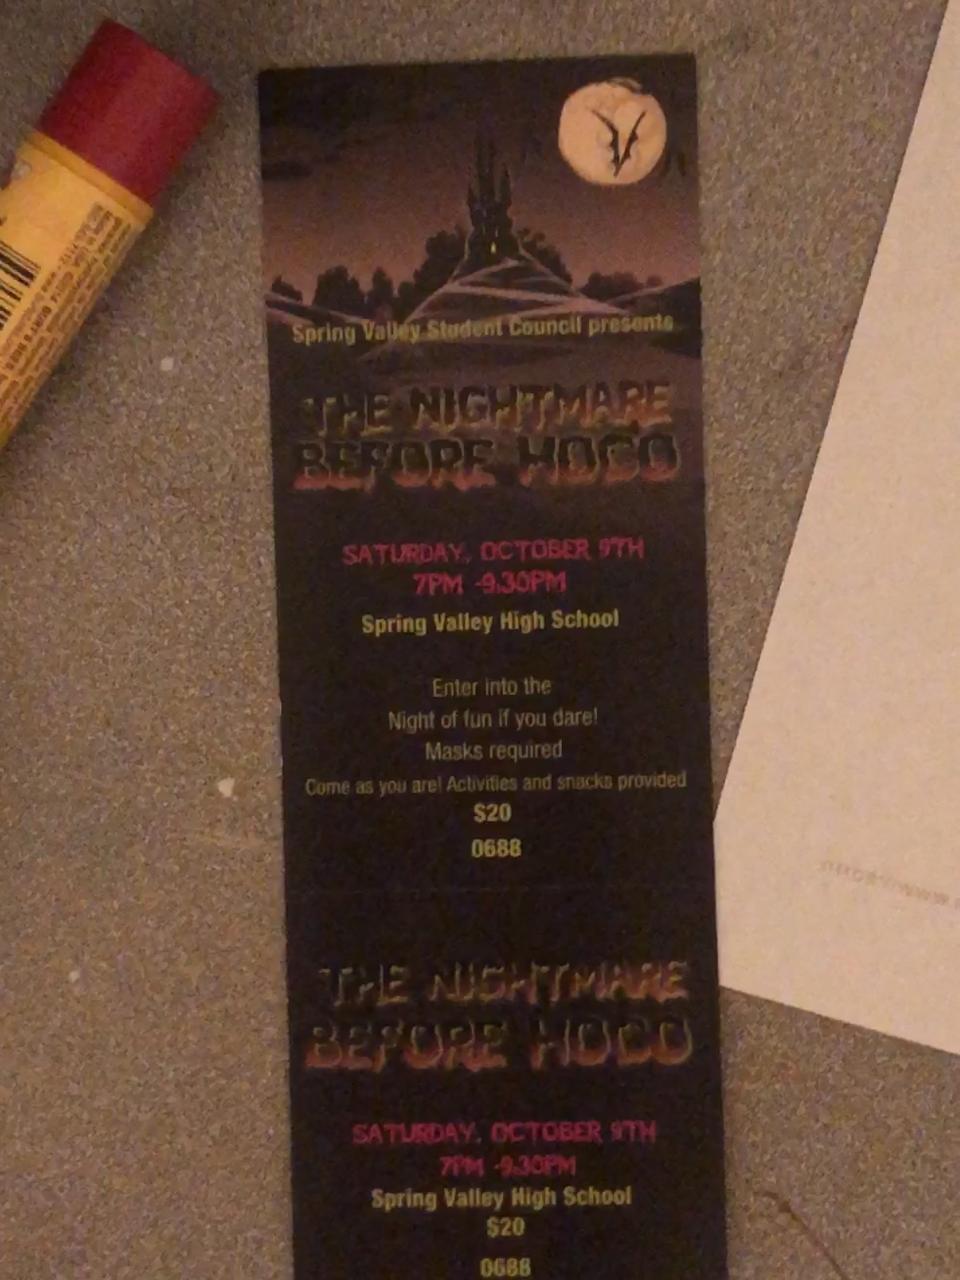 Spring Valley Student Council presents
THE NIGHTMARE
BEFORE HOCO
SATURDAY, OCTOBER 9TH
7PM -9.30PM
Spring Valley High School
Enter into the
Night of fun if you dare!
Masks required
Come as you are! Activities and snacks provided
$20
0688
THE NIGHTMARE
BEFORE HOCO
SATURDAY, OCTOBER 9TH
7PM -9.30PM
Spring Valley High School
$20
0688